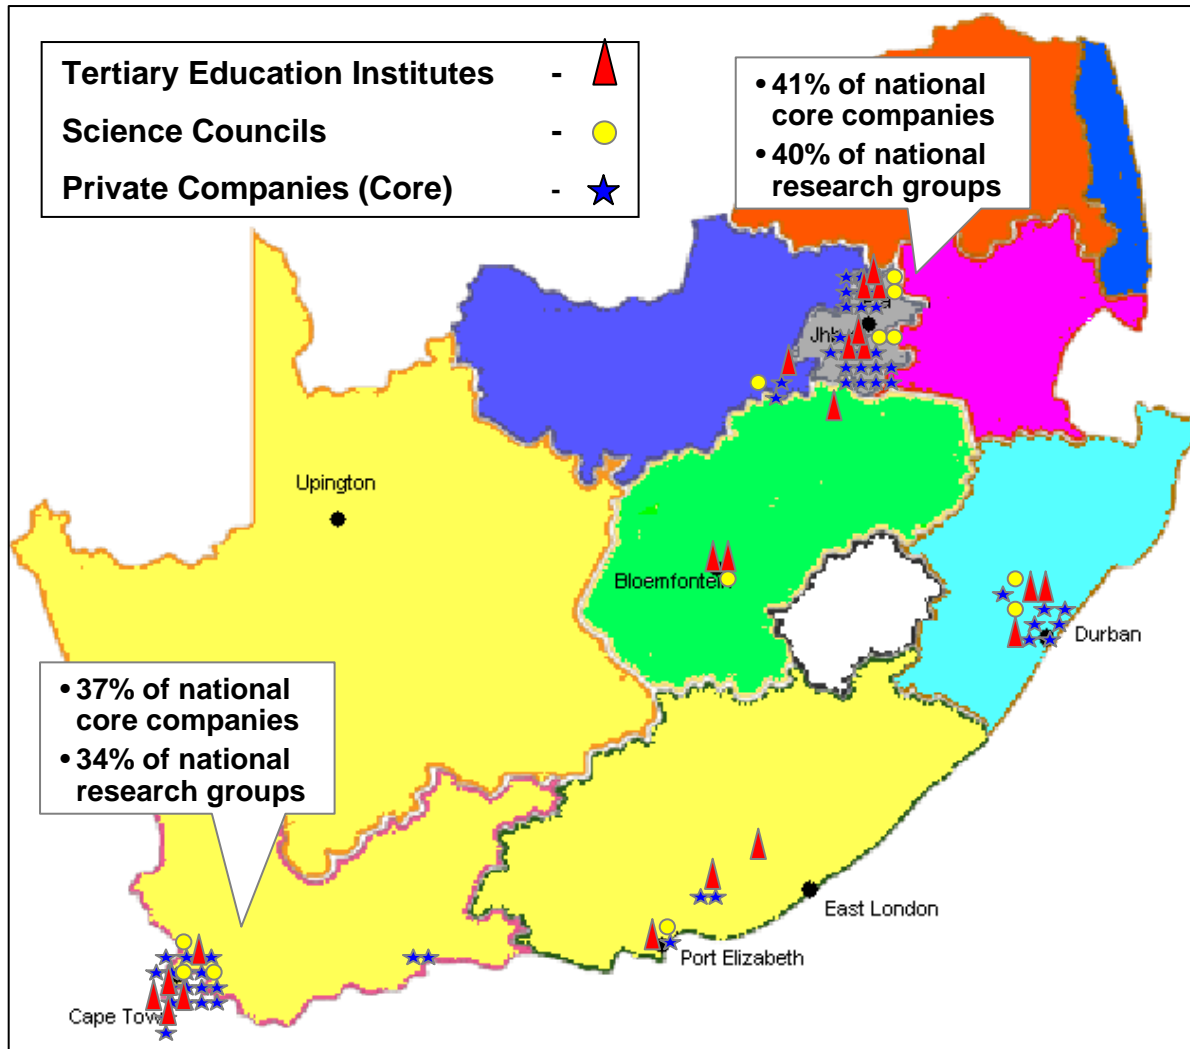 Tertiary Education Institutes -
Science Councils -
Private Companies (Core) -
• 41% of national
core companies
• 40% of national
research groups
Upington
Bloemfontein
Durban
• 37% of national
core companies
• 34% of national
research groups
East London
Port Elizabeth